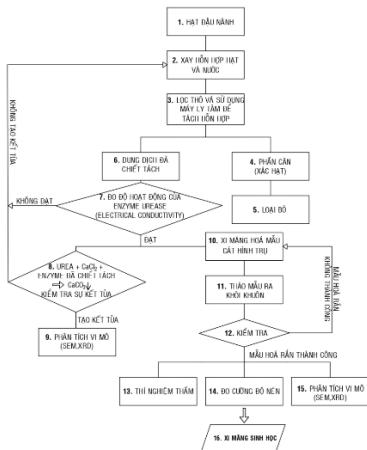 1. HẠT ĐẬU NÀNH
2. XAY HỖN HỢP HẠT
VÀ NƯỚC
3. LỌC THÔ VÀ SỬ DỤNG
MÁY LY TÂM ĐỂ
TÁCH HỖN HỢP
6. DUNG DỊCH ĐÃ
CHIẾT TÁCH
4. PHẦN CẶN
(XÁC HẠT)
5. LOẠI BỎ
7. ĐO ĐỘ HOẠT ĐỘNG CỦA
ENZYME UREASE
(ELECTRICAL CONDUCTIVITY)
KHÔNG TẠO KẾT TỦA
KHÔNG ĐẠT
ĐẠT
8. UREA + CaCl₂ +
ENZYME ĐÃ CHIẾT TÁCH
⇨ CaCO₃↓
KIỂM TRA SỰ KẾT TỦA
TẠO KẾT TỦA
9. PHÂN TÍCH VI MÔ
(SEM,XRD)
10. XI MĂNG HOÁ MẪU
CÁT HÌNH TRỤ
11. THÁO MẪU RA
KHỎI KHUÔN
12. KIỂM TRA
MẪU HOÁ RẮN
KHÔNG THÀNH CÔNG
MẪU HOÁ RẮN THÀNH CÔNG
13. THÍ NGHIỆM THẤM
14. ĐO CƯỜNG ĐỘ NÉN
15. PHÂN TÍCH VI MÔ
(SEM,XRD)
16. XI MĂNG SINH HỌC